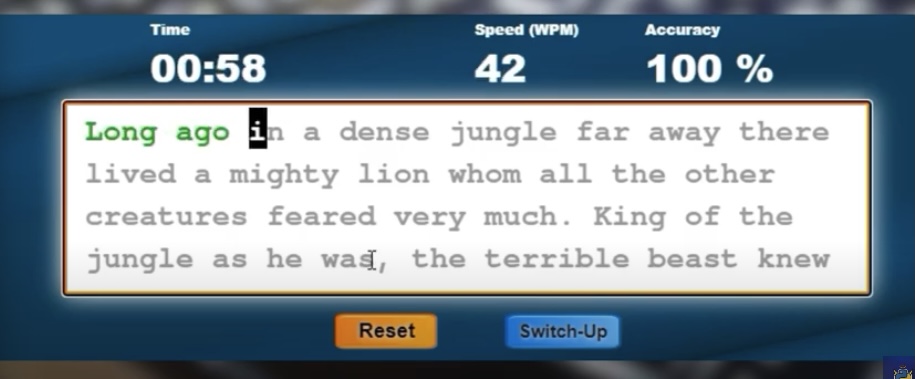 Time Speed (WPM) Accuracy
00:58 42 100 %
Long ago in a dense jungle far away there
lived a mighty lion whom all the other
creatures feared very much. King of the
jungle as he was, the terrible beast knew
Reset Switch-Up